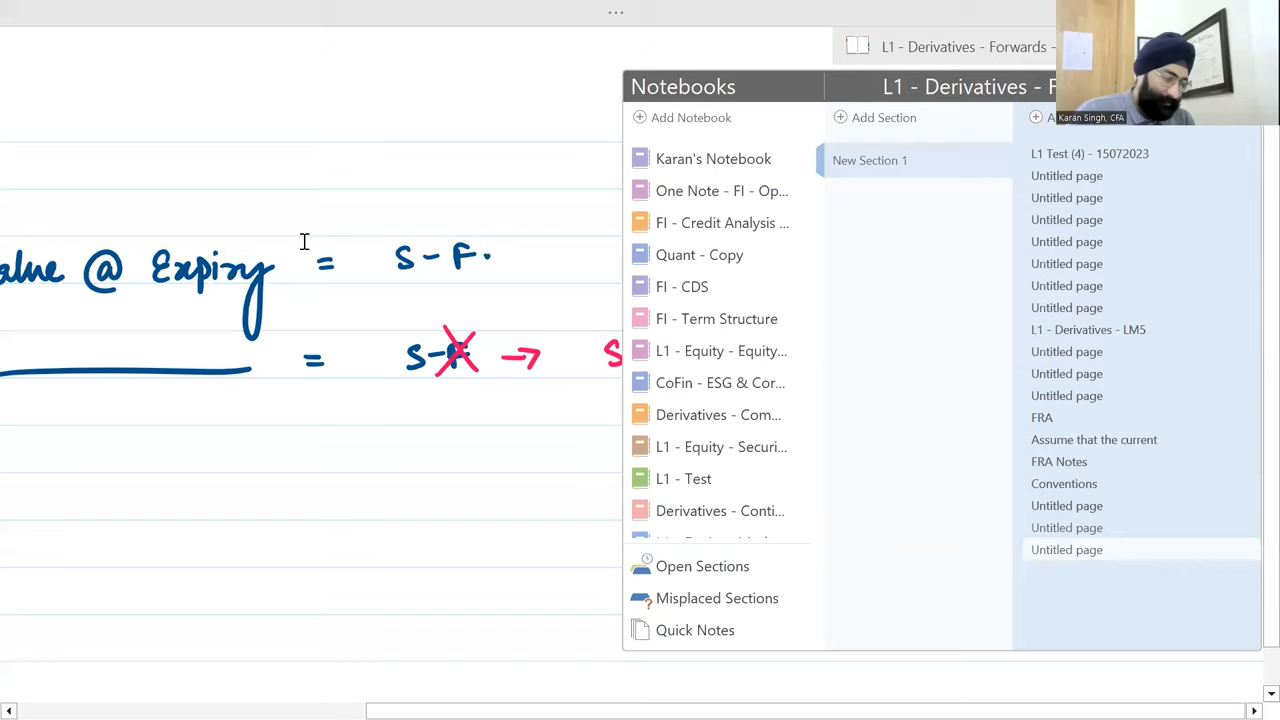 L1 - Derivatives - Forwards -
Notebooks
L1 - Derivatives - F
Karan Singh, CFA
Add Notebook
Add Section
A
Karan's Notebook
One Note - FI - Op...
FI - Credit Analysis ...
Quant - Copy
FI - CDS
FI - Term Structure
L1 - Equity - Equity...
CoFin - ESG & Cor...
Derivatives - Com...
L1 - Equity - Securi...
L1 - Test
Derivatives - Conti...
Open Sections
Misplaced Sections
Quick Notes
New Section 1
L1 Test (4) - 15072023
Untitled page
Untitled page
Untitled page
Untitled page
Untitled page
Untitled page
Untitled page
L1 - Derivatives - LM5
Untitled page
Untitled page
Untitled page
FRA
Assume that the current
FRA Notes
Conventions
Untitled page
Untitled page
Untitled page
alue @ Expiry = S - F.
= S - F → S